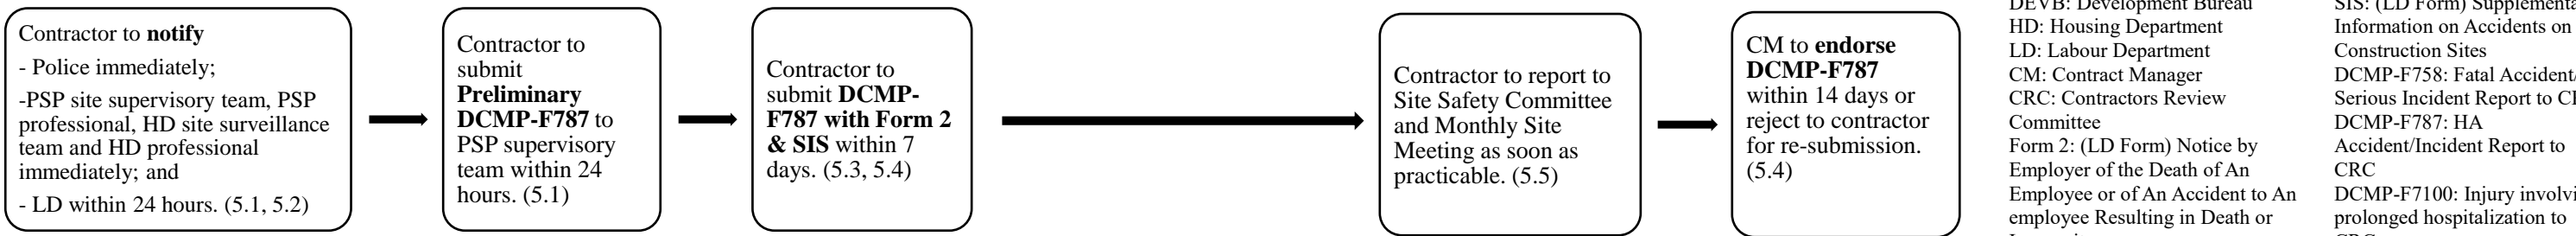 Contractor to notify
- Police immediately;
-PSP site supervisory team, PSP
professional, HD site surveillance
team and HD professional
immediately; and
- LD within 24 hours. (5.1, 5.2)
Contractor to
submit
Preliminary
DCMP-F787 to
PSP supervisory
team within 24
hours. (5.1)
Contractor to
submit DCMP-
F787 with Form 2
& SIS within 7
days. (5.3, 5.4)
Contractor to report to
Site Safety Committee
and Monthly Site
Meeting as soon as
practicable. (5.5)
CM to endorse
DCMP-F787
within 14 days or
reject to contractor
for re-submission.
(5.4)
DEVB: Development Bureau
HD: Housing Department
LD: Labour Department
CM: Contract Manager
CRC: Contractors Review
Committee
Form 2: (LD Form) Notice by
Employer of the Death of An
Employee or of An Accident to An
employee Resulting in Death or
SIS: (LD Form)
Information on Accidents on
Construction Sites
DCMP-F758: Fatal Accident/
Serious Incident Report to
DCMP-F787: HA
Accident/Incident Report to
CRC
DCMP-F7100: Injury
prolonged hospitalization to